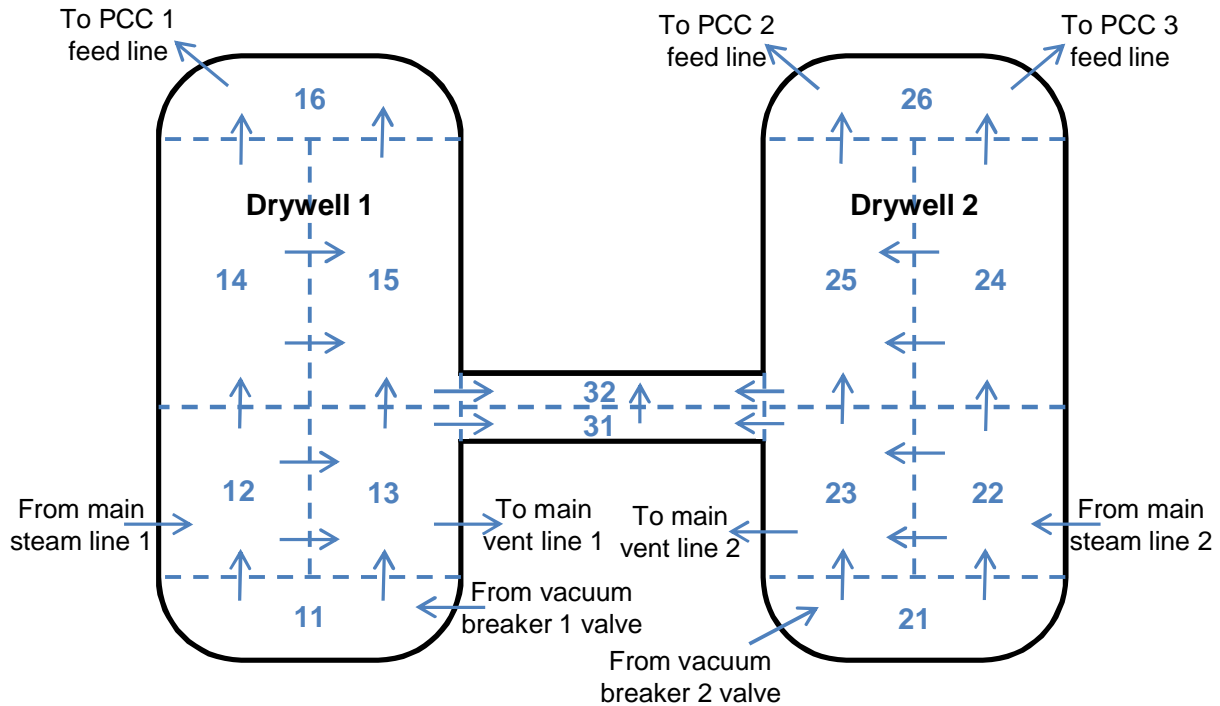 To PCC 1
feed line
16
Drywell 1
14
15
12
13
From main
steam line 1
To main
vent line 1
11
From vacuum
breaker 1 valve
32
31
To PCC 2
feed line
To PCC 3
feed line
26
Drywell 2
25
24
23
22
To main
vent line 2
From main
steam line 2
21
From vacuum
breaker 2 valve